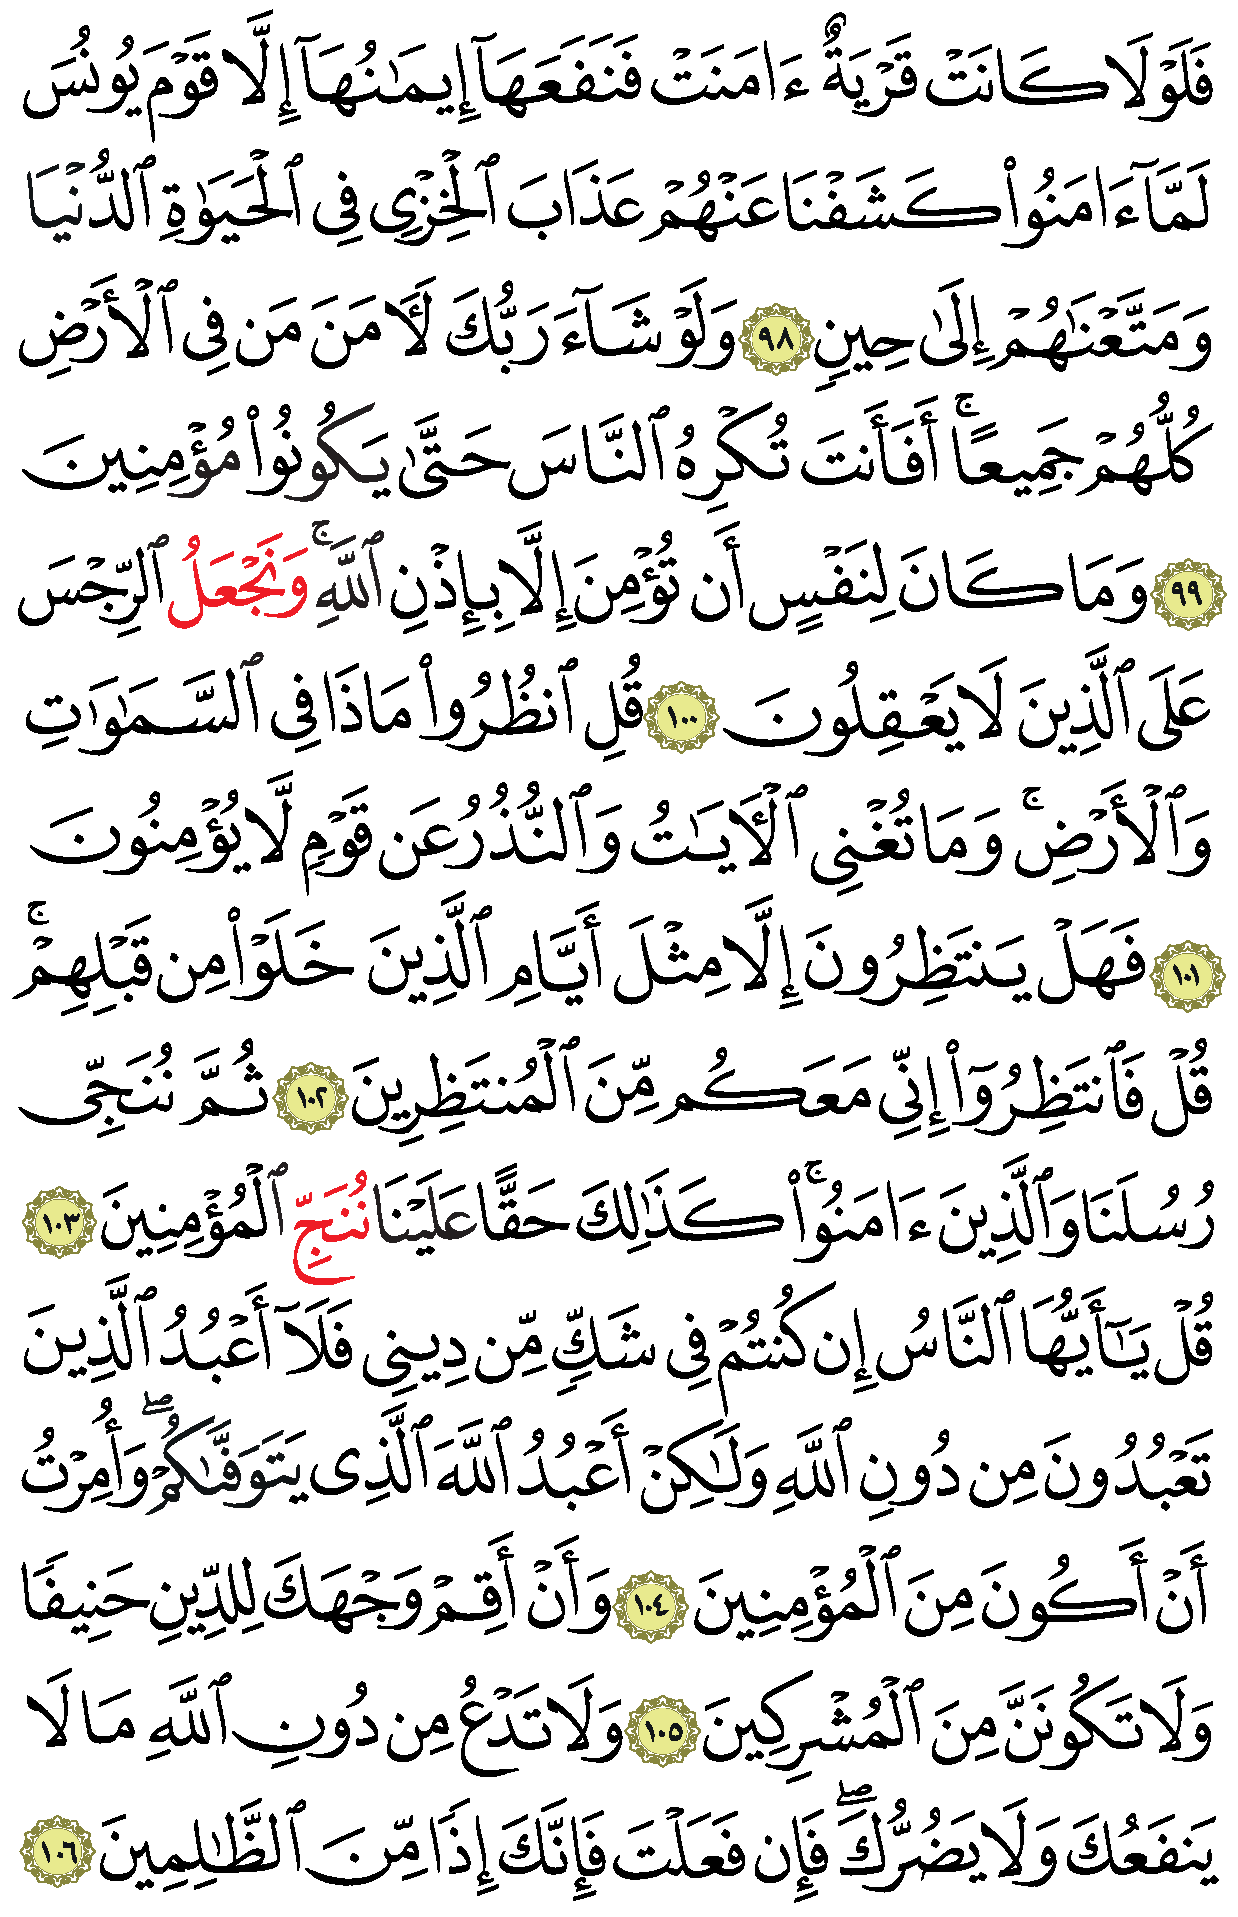 فَلَوْلَا كَانَتْ قَرْيَةٌ ءَامَنَتْ فَنَفَعَهَآ إِيمَٰنُهَآ إِلَّا قَوْمَ يُونُسَ
لَمَّآ ءَامَنُوا۟ كَشَفْنَا عَنْهُمْ عَذَابَ ٱلْخِزْىِ فِى ٱلْحَيَوٰةِ ٱلدُّنْيَا
وَمَتَّعْنَٰهُمْ إِلَىٰ حِينٍ ٩٨ وَلَوْ شَآءَ رَبُّكَ لَءَامَنَ مَن فِى ٱلْأَرْضِ
كُلُّهُمْ جَمِيعًا ۚ أَفَأَنتَ تُكْرِهُ ٱلنَّاسَ حَتَّىٰ يَكُونُوا۟ مُؤْمِنِينَ
٩٩ وَمَا كَانَ لِنَفْسٍ أَن تُؤْمِنَ إِلَّا بِإِذْنِ ٱللَّهِ ۚ وَنَجْعَلُ ٱلرِّجْسَ
عَلَى ٱلَّذِينَ لَا يَعْقِلُونَ ١٠٠ قُلِ ٱنظُرُوا۟ مَاذَا فِى ٱلسَّمَٰوَٰتِ
وَٱلْأَرْضِ ۚ وَمَا تُغْنِى ٱلْءَايَٰتُ وَٱلنُّذُرُ عَن قَوْمٍ لَّا يُؤْمِنُونَ
١٠١ فَهَلْ يَنتَظِرُونَ إِلَّا مِثْلَ أَيَّامِ ٱلَّذِينَ خَلَوْا۟ مِن قَبْلِهِمْ ۚ
قُلْ فَٱنتَظِرُوٓا۟ إِنِّى مَعَكُم مِّنَ ٱلْمُنتَظِرِينَ ١٠٢ ثُمَّ نُنَجِّى
رُسُلَنَا وَٱلَّذِينَ ءَامَنُوا۟ ۚ كَذَٰلِكَ حَقًّا عَلَيْنَا نُنَجِّ ٱلْمُؤْمِنِينَ ١٠٣
قُلْ يَٰٓأَيُّهَا ٱلنَّاسُ إِن كُنتُمْ فِى شَكٍّ مِّن دِينِى فَلَآ أَعْبُدُ ٱلَّذِينَ
تَعْبُدُونَ مِن دُونِ ٱللَّهِ وَلَٰكِنْ أَعْبُدُ ٱللَّهَ ٱلَّذِى يَتَوَفَّىٰكُمْ ۖ وَأُمِرْتُ
أَنْ أَكُونَ مِنَ ٱلْمُؤْمِنِينَ ١٠٤ وَأَنْ أَقِمْ وَجْهَكَ لِلدِّينِ حَنِيفًا
وَلَا تَكُونَنَّ مِنَ ٱلْمُشْرِكِينَ ١٠٥ وَلَا تَدْعُ مِن دُونِ ٱللَّهِ مَا لَا
يَنفَعُكَ وَلَا يَضُرُّكَ ۖ فَإِن فَعَلْتَ فَإِنَّكَ إِذًا مِّنَ ٱلظَّٰلِمِينَ ١٠٦